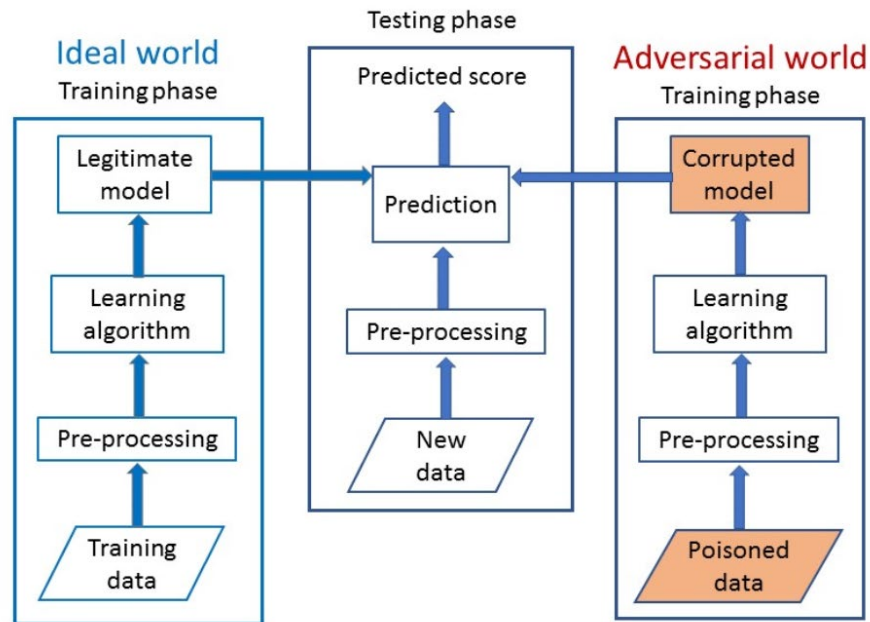 Ideal world
Training phase
Legitimate
model
Learning
algorithm
Pre-processing
Training
data
Testing phase
Predicted score
Prediction
Pre-processing
New
data
Adversarial world
Training phase
Corrupted
model
Learning
algorithm
Pre-processing
Poisoned
data